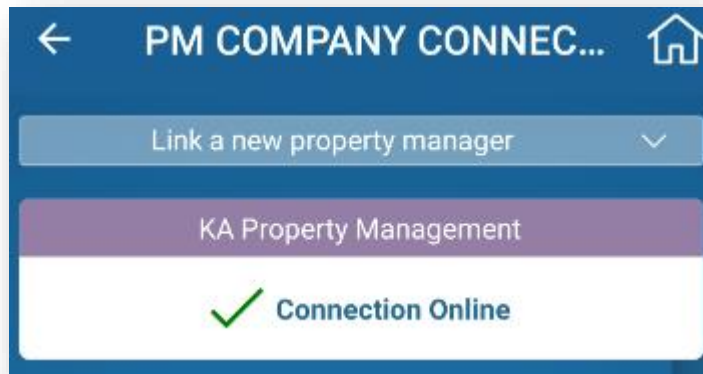 PM COMPANY CONNEC...
Link a new property manager
KA Property Management
Connection Online